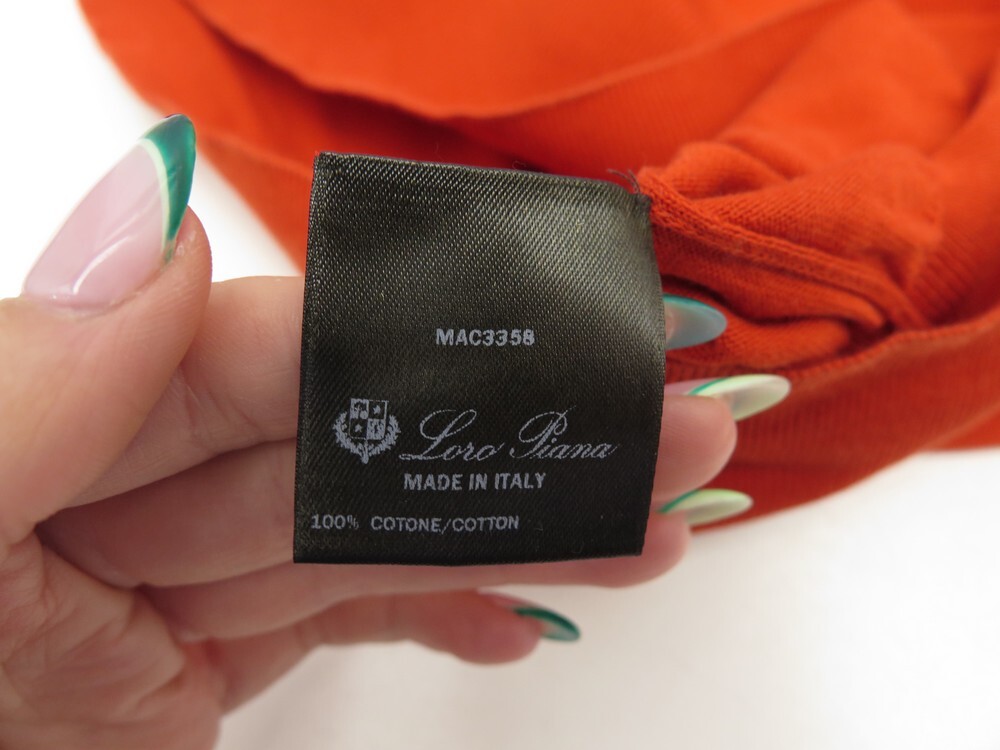 MAC3358
Loro Piana
MADE IN ITALY
100% COTONE/COTTON